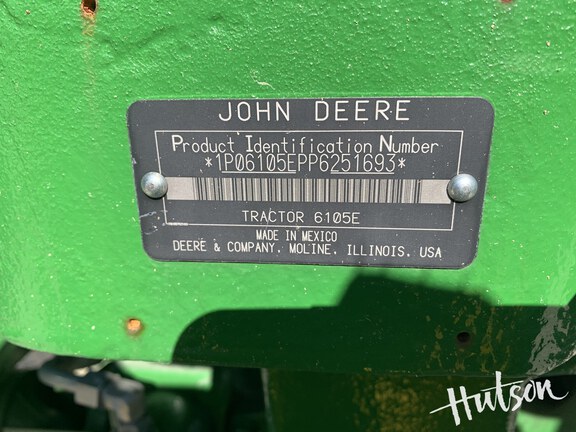 JOHN DEERE
Product Identification Number
*1P06105EPP6251693*
TRACTOR 6105E
MADE IN MEXICO
DEERE & COMPANY, MOLINE, ILLINOIS, USA
Hutson